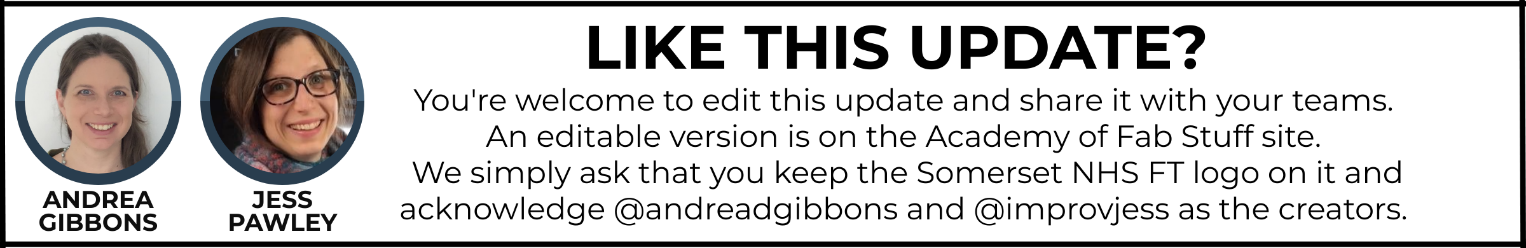 LIKE THIS UPDATE?
You're welcome to edit this update and share it with your teams.
An editable version is on the Academy of Fab Stuff site.
We simply ask that you keep the Somerset NHS FT logo on it and
acknowledge @andreadgibbons and @improvjess as the creators.
ANDREA
GIBBONS
JESS
PAWLEY